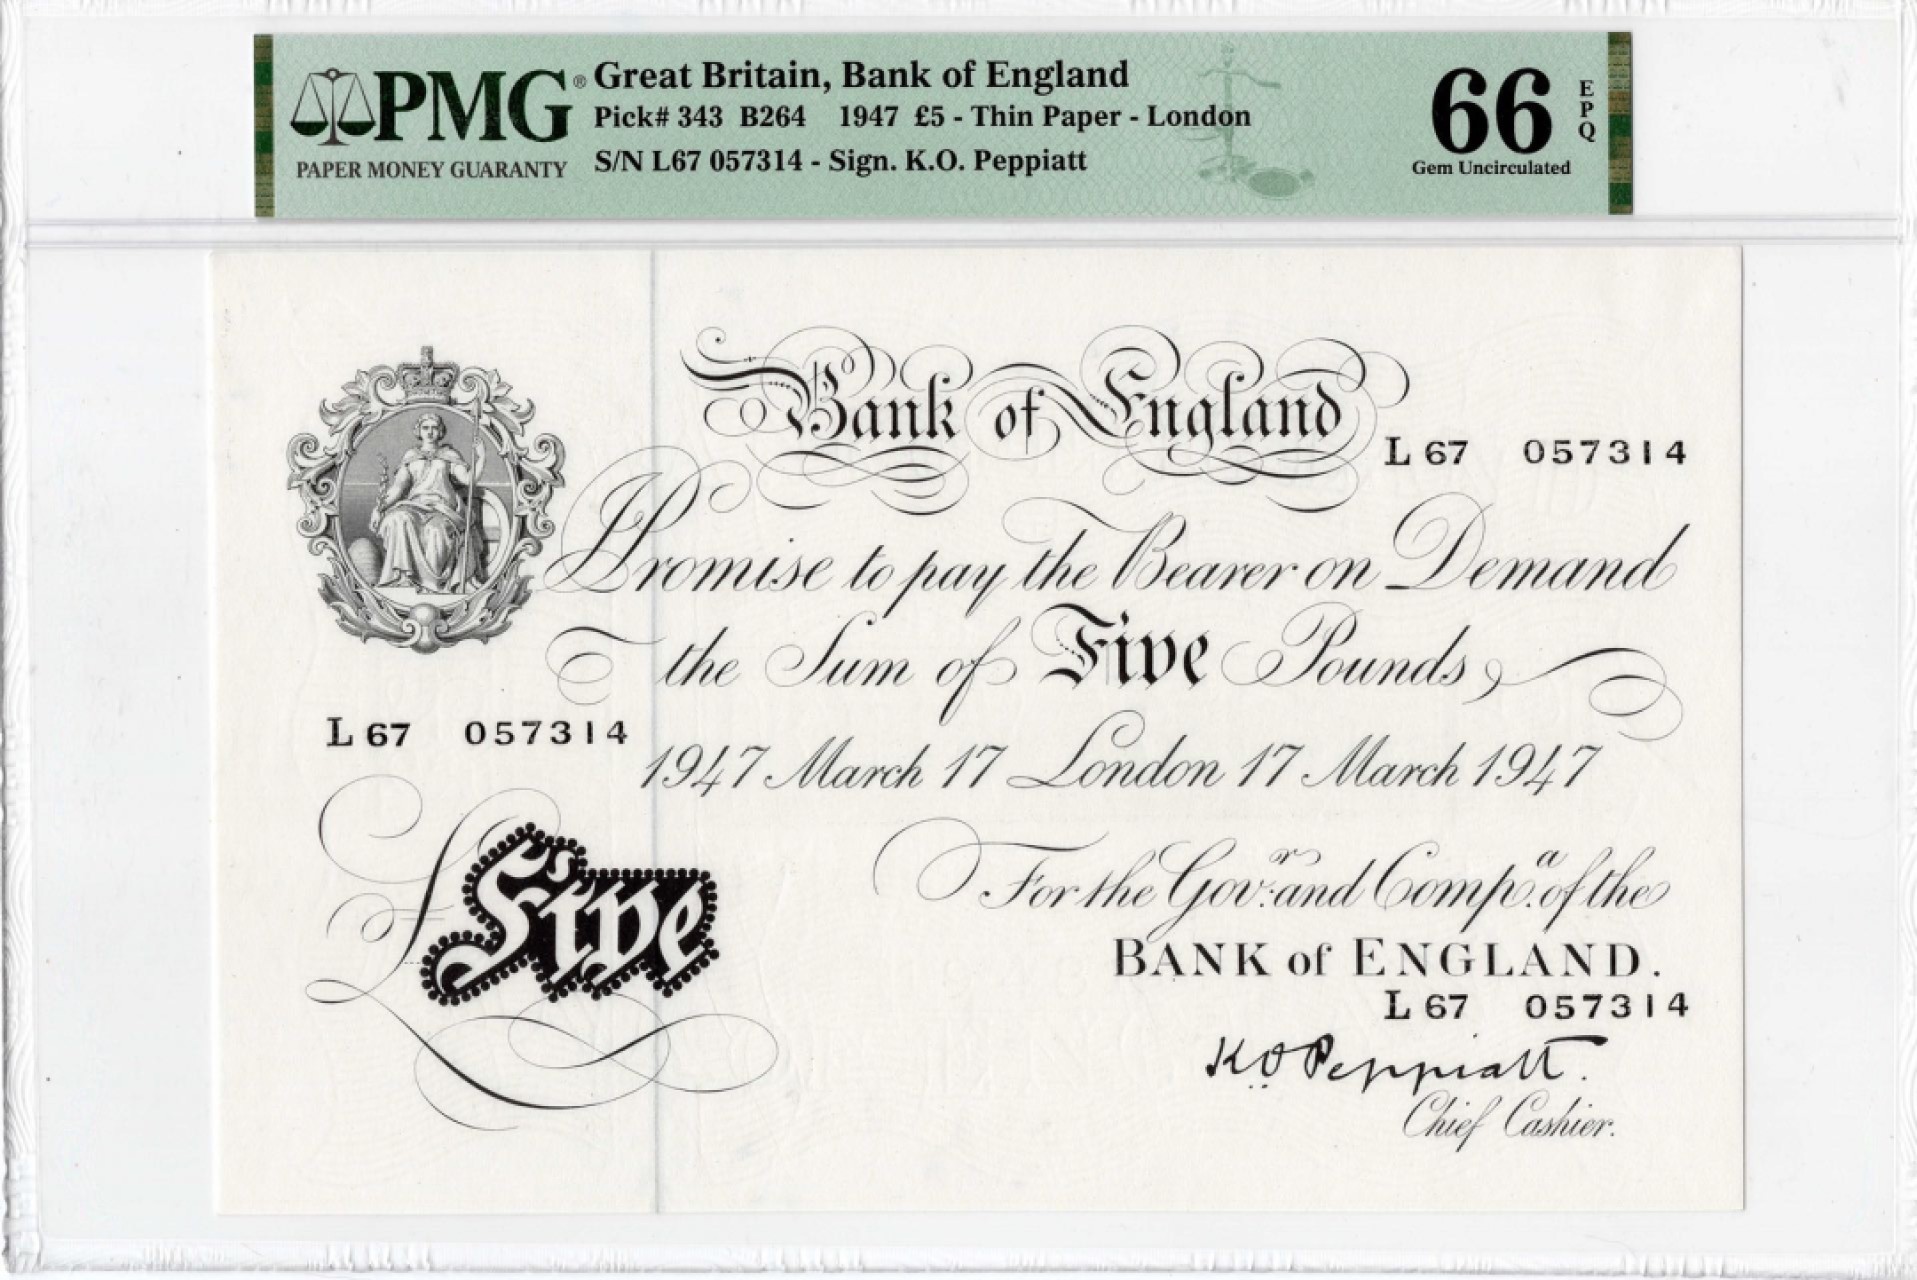 PMG®
PAPER MONEY GUARANTY
Great Britain, Bank of England
Pick# 343 B264 1947 £5 - Thin Paper - London
S/N L67 057314 - Sign. K.O. Peppiatt
66 EPQ
Gem Uncirculated
Bank of England
L 67 057314
I Promise to pay the Bearer on Demand
the Sum of Five Pounds
L 67 057314
1947 March 17 London 17 March 1947
£ Five
For the Gov.r and Comp.a of the
BANK of ENGLAND.
L 67 057314
K.O. Peppiatt.
Chief Cashier.